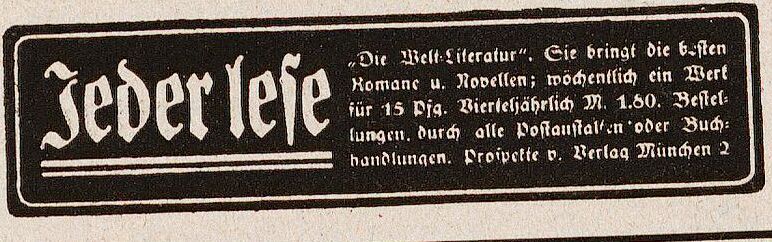 Jeder lese
„Die Welt-Literatur“. Sie bringt die besten
Romane u. Novellen; wöchentlich ein Werk
für 15 Pfg. Vierteljährlich M. 1.80. Bestel-
lungen durch alle Postanstalten oder Buch-
handlungen. Prospekte v. Verlag München 2